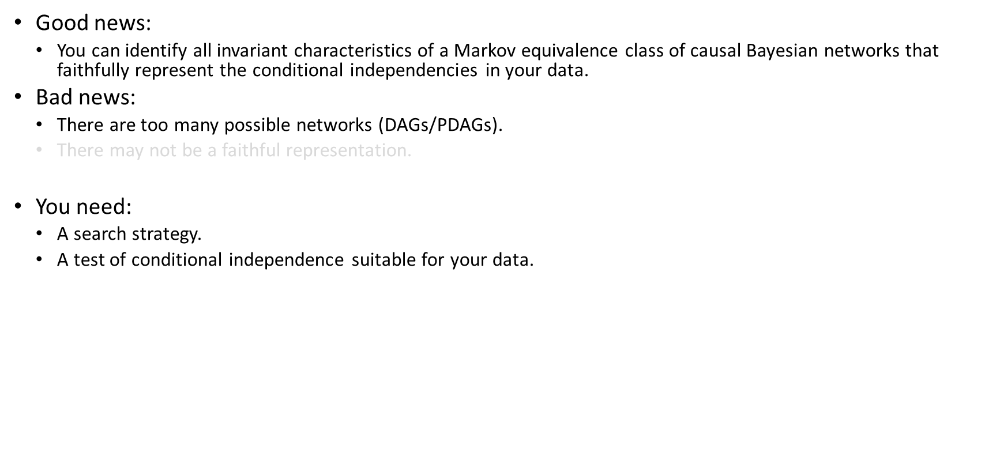 • Good news:
• You can identify all invariant characteristics of a Markov equivalence class of causal Bayesian networks that
faithfully represent the conditional independencies in your data.
• Bad news:
• There are too many possible networks (DAGs/PDAGs).
• There may not be a faithful representation.
• You need:
• A search strategy.
• A test of conditional independence suitable for your data.